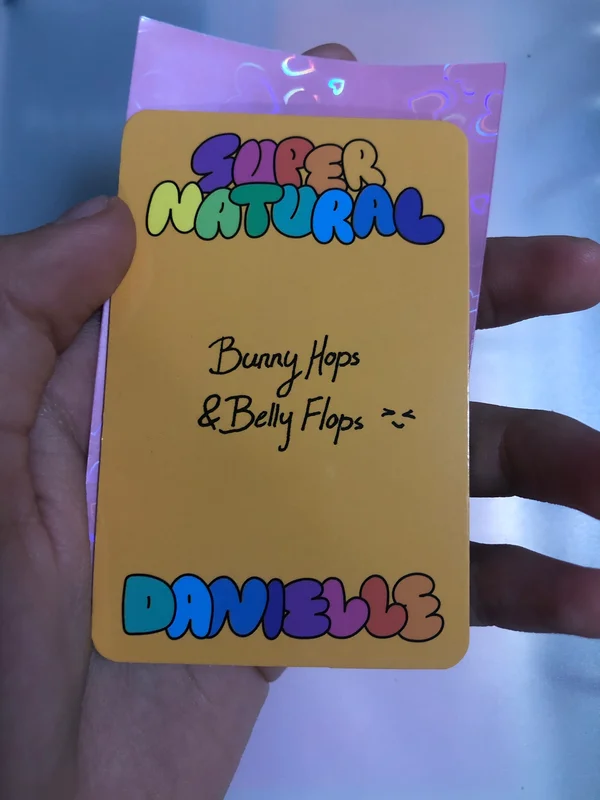 SUPER
NATURAL
Bunny Hops
&Belly Flops >‿<
DANIELLE